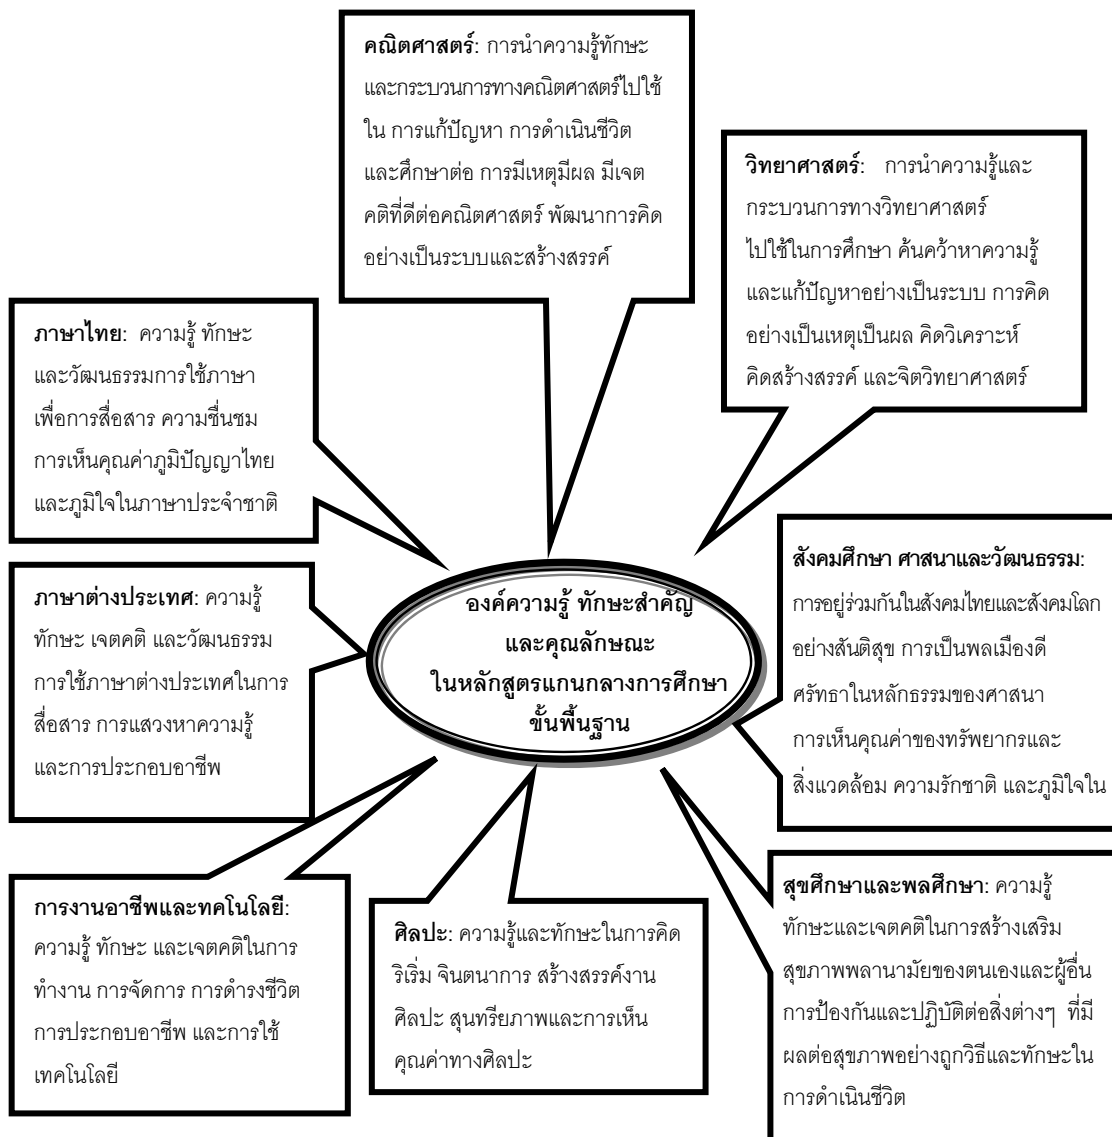 คณิตศาสตร์: การนำความรู้ทักษะ
และกระบวนการทางคณิตศาสตร์ไปใช้
ใน การแก้ปัญหา การดำเนินชีวิต
และศึกษาต่อ การมีเหตุมีผล มีเจต
คติที่ดีต่อคณิตศาสตร์ พัฒนาการคิด
อย่างเป็นระบบและสร้างสรรค์
วิทยาศาสตร์: การนำความรู้และ
กระบวนการทางวิทยาศาสตร์
ไปใช้ในการศึกษา ค้นคว้าหาความรู้
และแก้ปัญหาอย่างเป็นระบบ การคิด
อย่างเป็นเหตุเป็นผล คิดวิเคราะห์
คิดสร้างสรรค์ และจิตวิทยาศาสตร์
ภาษาไทย: ความรู้ ทักษะ
และวัฒนธรรมการใช้ภาษา
เพื่อการสื่อสาร ความชื่นชม
การเห็นคุณค่าภูมิปัญญาไทย
และภูมิใจในภาษาประจำชาติ
สังคมศึกษา ศาสนาและวัฒนธรรม:
การอยู่ร่วมกันในสังคมไทยและสังคมโลก
อย่างสันติสุข การเป็นพลเมืองดี
ศรัทธาในหลักธรรมของศาสนา
การเห็นคุณค่าของทรัพยากรและ
สิ่งแวดล้อม ความรักชาติ และภูมิใจใน
ภาษาต่างประเทศ: ความรู้
ทักษะ เจตคติ และวัฒนธรรม
การใช้ภาษาต่างประเทศในการ
สื่อสาร การแสวงหาความรู้
และการประกอบอาชีพ
องค์ความรู้ ทักษะสำคัญ
และคุณลักษณะ
ในหลักสูตรแกนกลางการศึกษา
ขั้นพื้นฐาน
การงานอาชีพและทคโนโลยี:
ความรู้ ทักษะ และเจตคติในการ
ทำงาน การจัดการ การดำรงชีวิต
การประกอบอาชีพ และการใช้
เทคโนโลยี
ศิลปะ: ความรู้และทักษะในการคิด
ริเริ่ม จินตนาการ สร้างสรรค์งาน
ศิลปะ สุนทรียภาพและการเห็น
คุณค่าทางศิลปะ
สุขศึกษาและพลศึกษา: ความรู้
ทักษะและเจตคติในการสร้างเสริม
สุขภาพพลานามัยของตนเองและผู้อื่น
การป้องกันและปฏิบัติต่อสิ่งต่างๆ ที่มี
ผลต่อสุขภาพอย่างถูกวิธีและทักษะใน
การดำเนินชีวิต